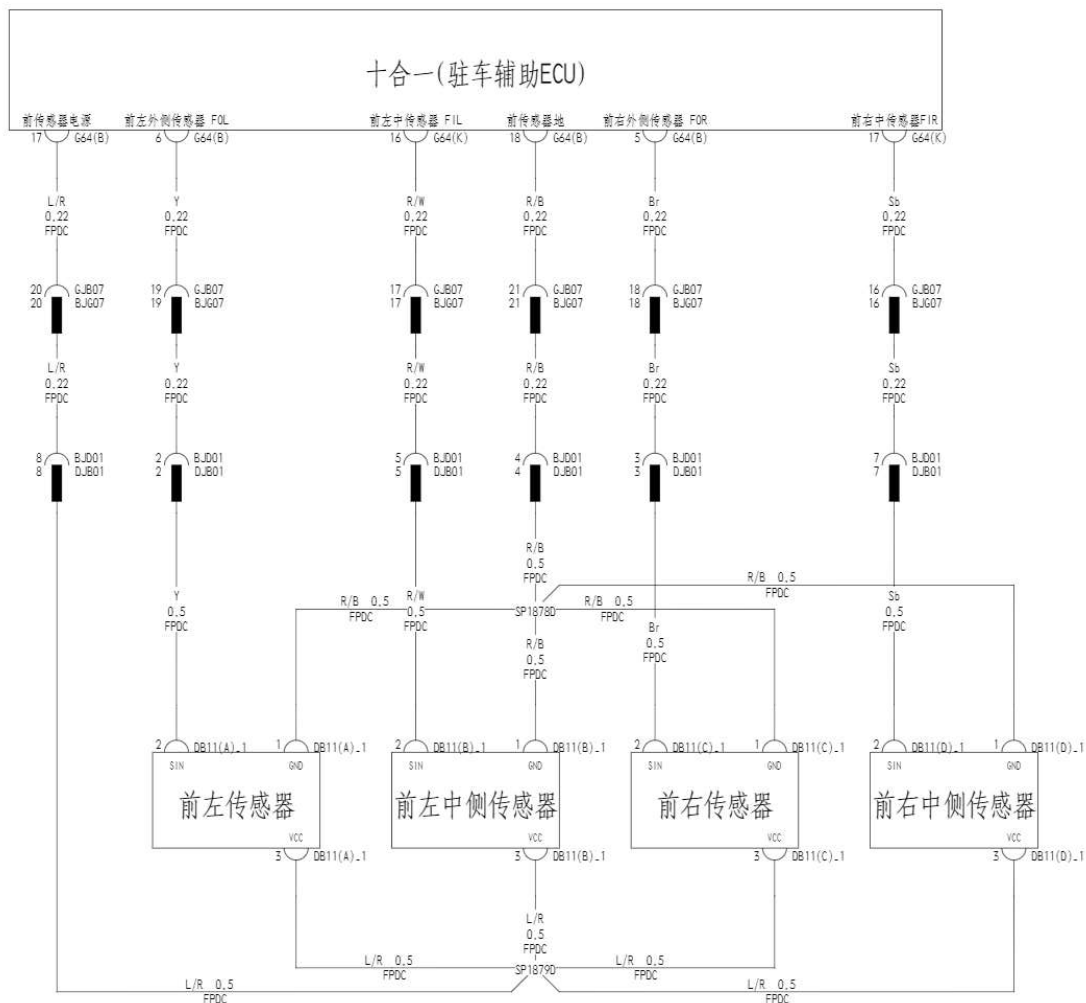 十合一(驻车辅助ECU)
前传感器电源 前左外侧传感器 FOL 前左中传感器 FIL 前传感器地 前右外侧传感器 FOR 前右中传感器FIR
17 G64(B) 6 G64(B) 16 G64(K) 18 G64(B) 5 G64(B) 17 G64(K)
L/R Y R/W R/B Br Sb
0.22 0.22 0.22 0.22 0.22 0.22
FPDC FPDC FPDC FPDC FPDC FPDC
20 GJB07 19 GJB07 17 GJB07 21 GJB07 18 GJB07 16 GJB07
20 BJG07 19 BJG07 17 BJG07 21 BJG07 18 BJG07 16 BJG07
L/R Y R/W R/B Br Sb
0.22 0.22 0.22 0.22 0.22 0.22
FPDC FPDC FPDC FPDC FPDC FPDC
8 BJD01 2 BJD01 5 BJD01 4 BJD01 3 BJD01 7 BJD01
8 DJB01 2 DJB01 5 DJB01 4 DJB01 3 DJB01 7 DJB01
R/B
0.5
FPDC
R/B 0.5
FPDC
Y R/W Sb
R/B 0.5 R/B 0.5
0.5 0.5 SP1878D 0.5
FPDC FPDC
FPDC FPDC FPDC
Br
0.5
FPDC
R/B
0.5
FPDC
2 DB11(A)_1 1 DB11(A)_1 2 DB11(B)_1 1 DB11(B)_1 2 DB11(C)_1 1 DB11(C)_1 2 DB11(D)_1 1 DB11(D)_1
SIN GND SIN GND SIN GND SIN GND
前左传感器 前左中侧传感器 前右传感器 前右中侧传感器
VCC VCC VCC VCC
3 DB11(A)_1 3 DB11(B)_1 3 DB11(C)_1 3 DB11(D)_1
L/R
0.5
FPDC
L/R 0.5 L/R 0.5
SP1879D
FPDC FPDC
L/R 0.5 L/R 0.5
FPDC FPDC